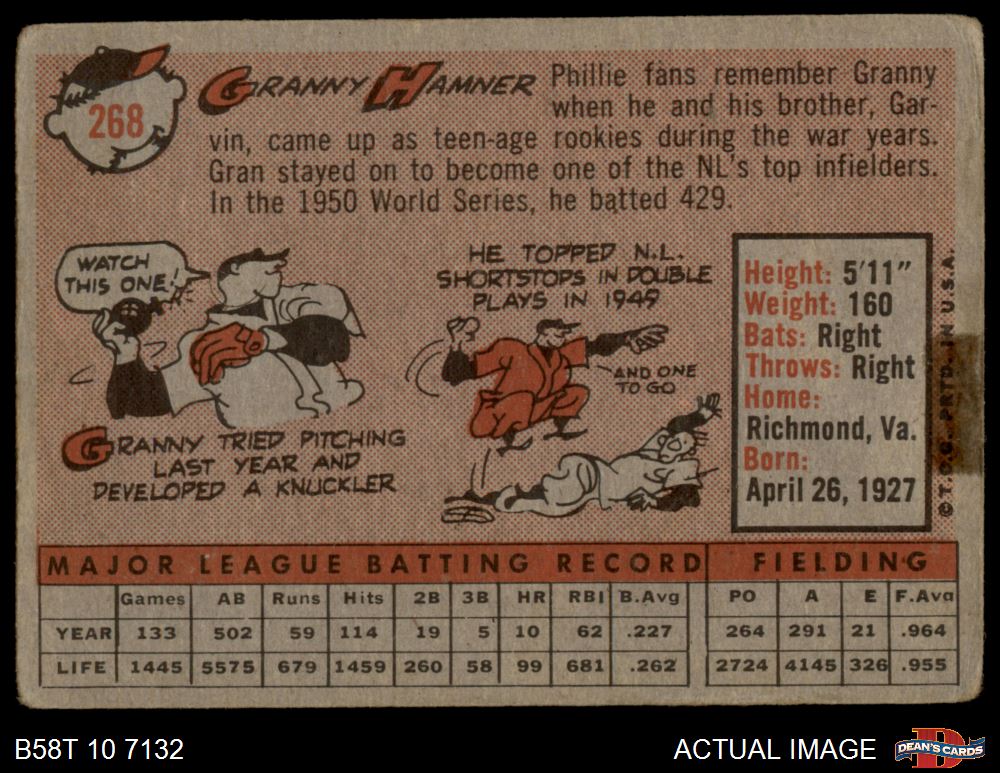 268
GRANNY HAMNER Phillie fans remember Granny
when he and his brother, Gar-
vin, came up as teen-age rookies during the war years.
Gran stayed on to become one of the NL's top infielders.
In the 1950 World Series, he batted 429.
WATCH
THIS ONE!
GRANNY TRIED PITCHING
LAST YEAR AND
DEVELOPED A KNUCKLER
HE TOPPED N.L.
SHORTSTOPS IN DOUBLE
PLAYS IN 1949
AND ONE
TO GO
Height: 5'11"
Weight: 160
Bats: Right
Throws: Right
Home:
Richmond, Va.
Born:
April 26, 1927
© T.C.G. PRTD. IN U.S.A.
MAJOR LEAGUE BATTING RECORD FIELDING
Games AB Runs Hits 2B 3B HR RBI B.Avg PO A E F.Avg
YEAR 133 502 59 114 19 5 10 62 .227 264 291 21 .964
LIFE 1445 5575 679 1459 260 58 99 681 .262 2724 4145 326 .955
B58T 10 7132
ACTUAL IMAGE
D
DEAN'S CARDS